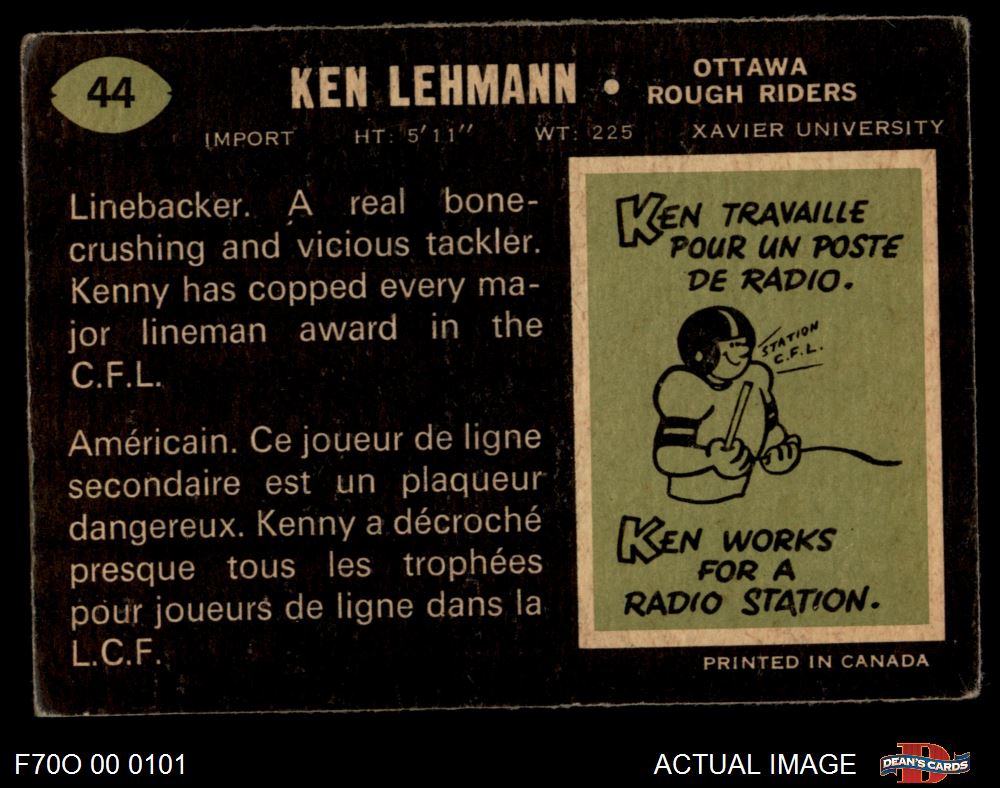 44
KEN LEHMANN • OTTAWA ROUGH RIDERS
IMPORT HT: 5'11" WT: 225 XAVIER UNIVERSITY
Linebacker. A real bone-
crushing and vicious tackler.
Kenny has copped every ma-
jor lineman award in the
C.F.L.
Américain. Ce joueur de ligne
secondaire est un plaqueur
dangereux. Kenny a décroché
presque tous les trophées
pour joueurs de ligne dans la
L.C.F.
KEN TRAVAILLE
POUR UN POSTE
DE RADIO.
STATION
C.F.L.
KEN WORKS
FOR A
RADIO STATION.
PRINTED IN CANADA
F70O 00 0101
ACTUAL IMAGE
D
DEAN'S CARDS